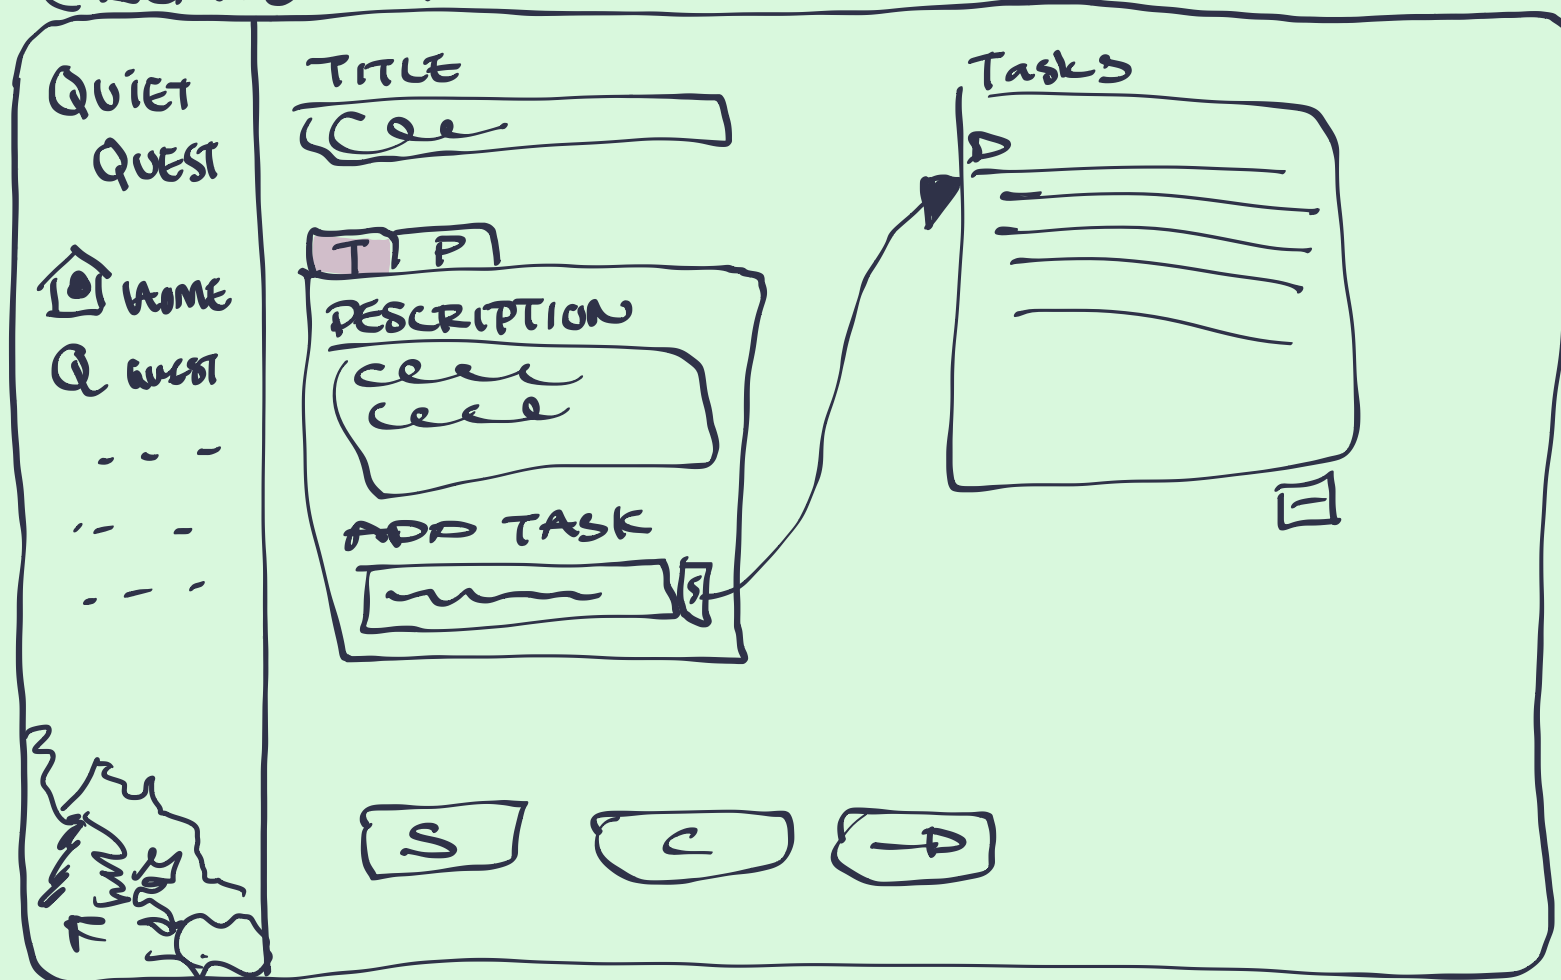 QUiET
QUEST
HOME
Q QUEST
TITLE
T P
DESCRIPTION
ADD TASK
S
Tasks
D
S C D